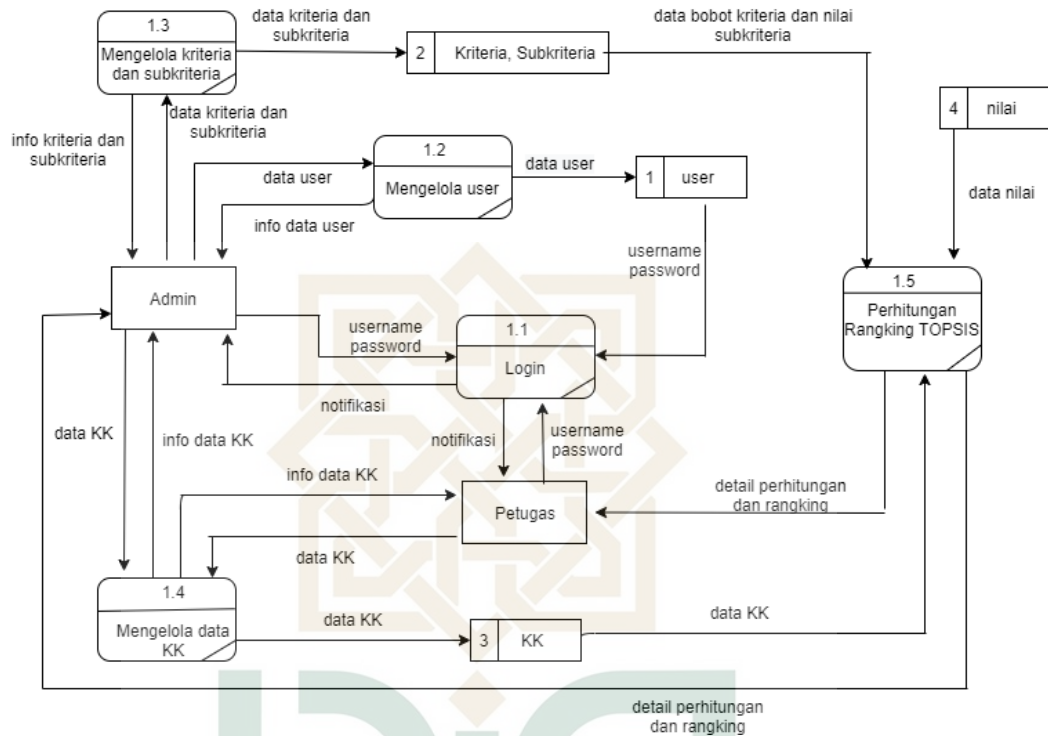 1.3
Mengelola kriteria
dan subkriteria
data kriteria dan
subkriteria
2
Kriteria, Subkriteria
data bobot kriteria dan nilai
subkriteria
4
nilai
info kriteria dan
subkriteria
data kriteria dan
subkriteria
1.2
Mengelola user
data user
data user
1
user
info data user
data nilai
username
password
Admin
username
password
1.1
Login
1.5
Perhitungan
Rangking TOPSIS
notifikasi
data KK
info data KK
notifikasi
username
password
info data KK
Petugas
detail perhitungan
dan rangking
data KK
1.4
Mengelola data
KK
data KK
3
KK
data KK
detail perhitungan
dan rangking